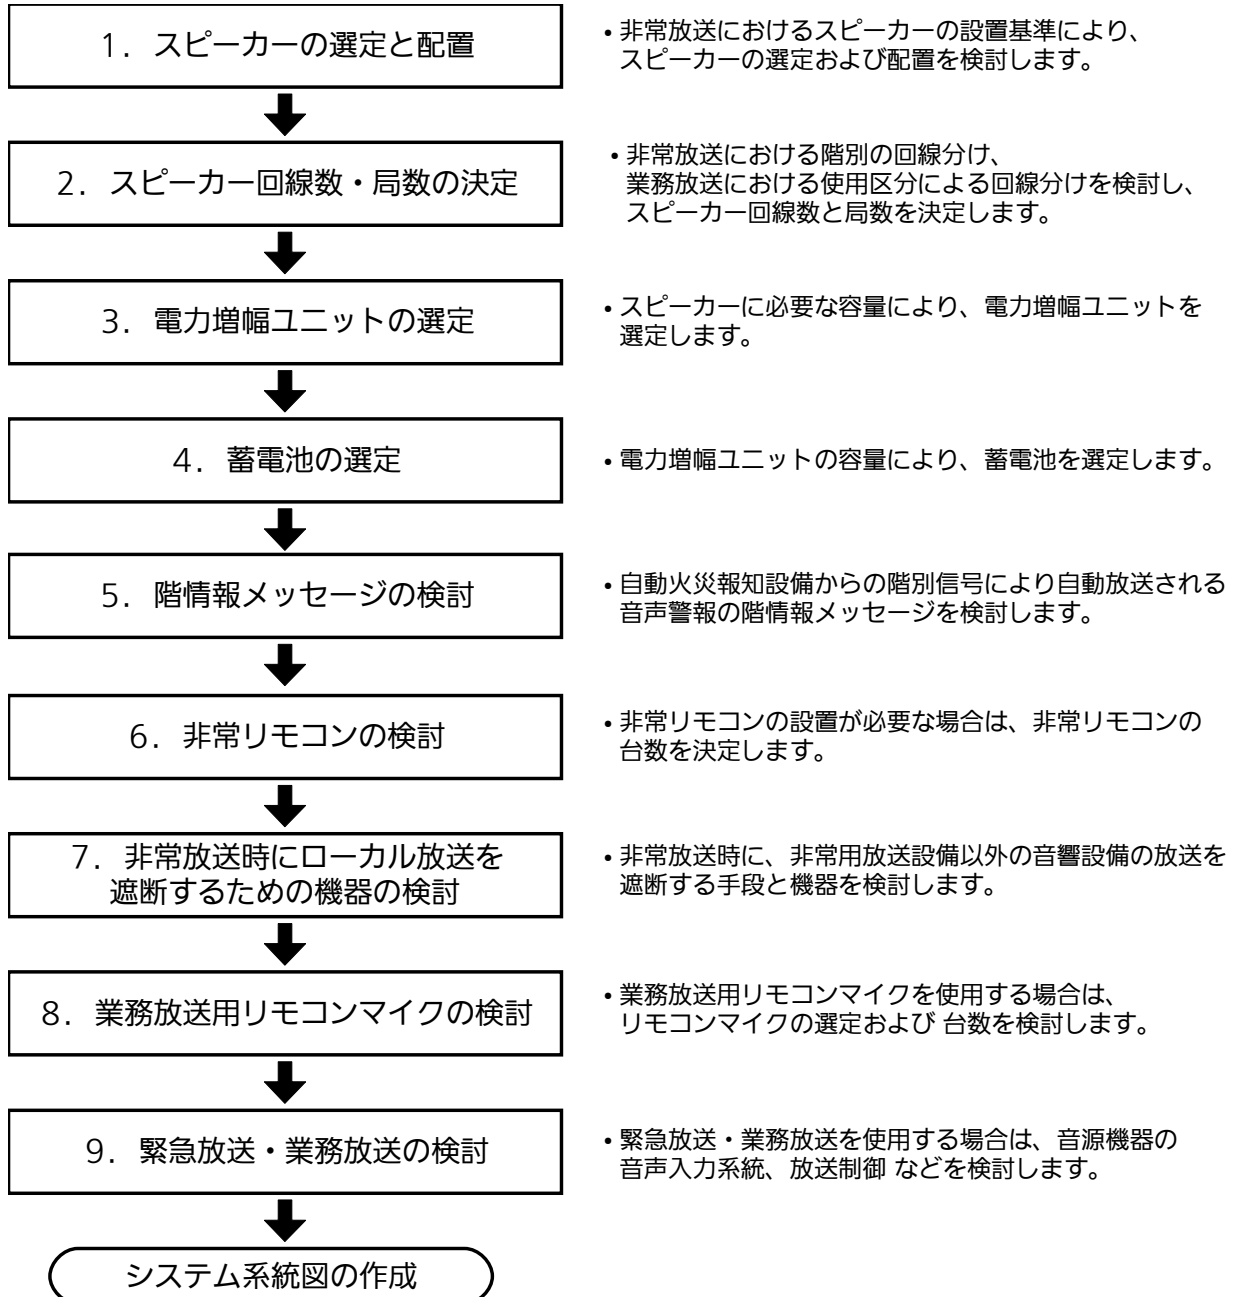 1．スピーカーの選定と配置
・非常放送におけるスピーカーの設置基準により、
スピーカーの選定および配置を検討します。
2．スピーカー回線数・局数の決定
・非常放送における階別の回線分け、
業務放送における使用区分による回線分けを検討し、
スピーカー回線数と局数を決定します。
3．電力増幅ユニットの選定
・スピーカーに必要な容量により、電力増幅ユニットを
選定します。
4．蓄電池の選定
・電力増幅ユニットの容量により、蓄電池を選定します。
5．階情報メッセージの検討
・自動火災報知設備からの階別信号により自動放送される
音声警報の階情報メッセージを検討します。
6．非常リモコンの検討
・非常リモコンの設置が必要な場合は、非常リモコンの
台数を決定します。
7．非常放送時にローカル放送を
遮断するための機器の検討
・非常放送時に、非常用放送設備以外の音響設備の放送を
遮断する手段と機器を検討します。
8．業務放送用リモコンマイクの検討
・業務放送用リモコンマイクを使用する場合は、
リモコンマイクの選定および 台数を検討します。
9．緊急放送・業務放送の検討
・緊急放送・業務放送を使用する場合は、音源機器の
音声入力系統、放送制御 などを検討します。
システム系統図の作成